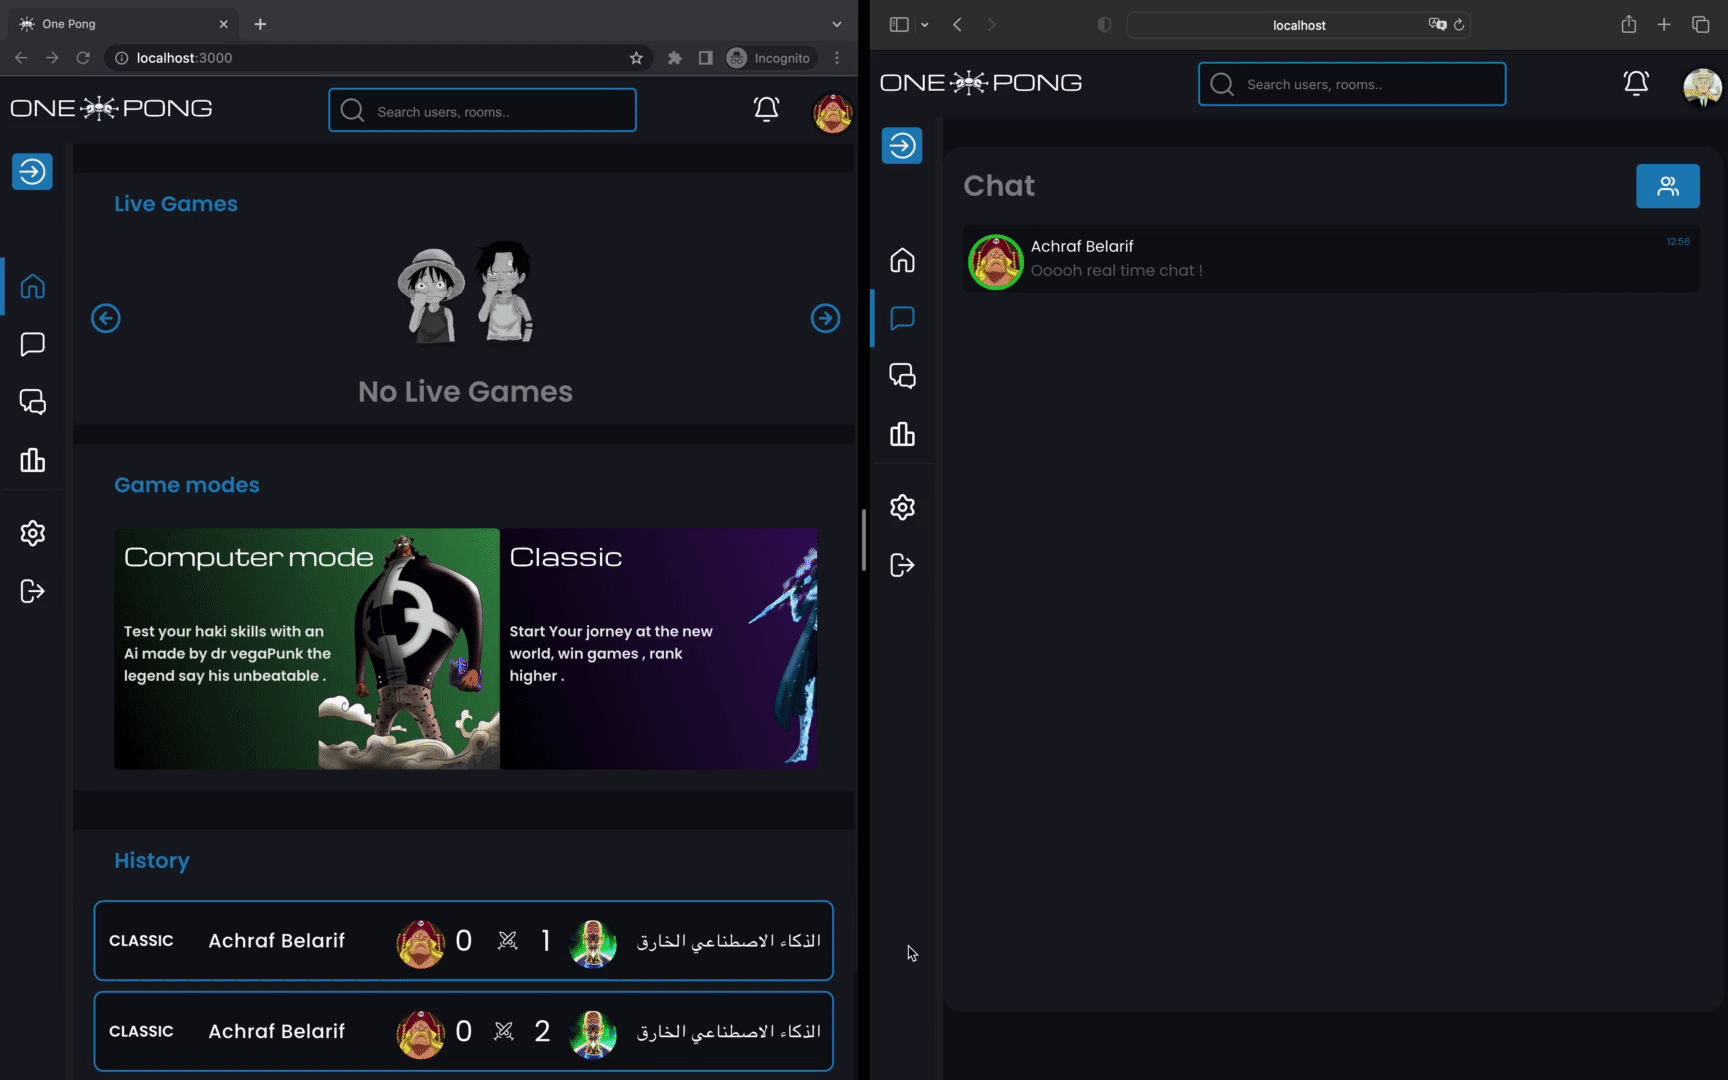 One Pong
localhost:3000
Incognito
ONE PONG
Search users, rooms..
Live Games
No Live Games
Game modes
Computer mode
Test your haki skills with an
Ai made by dr vegaPunk the
legend say his unbeatable .
Classic
Start Your jorney at the new
world, win games , rank
higher .
History
CLASSIC Achraf Belarif 0 1 الذكاء الاصطناعي الخارق
CLASSIC Achraf Belarif 0 2 الذكاء الاصطناعي الخارق
localhost
ONE PONG
Search users, rooms..
Chat
Achraf Belarif
12:56
Ooooh real time chat !